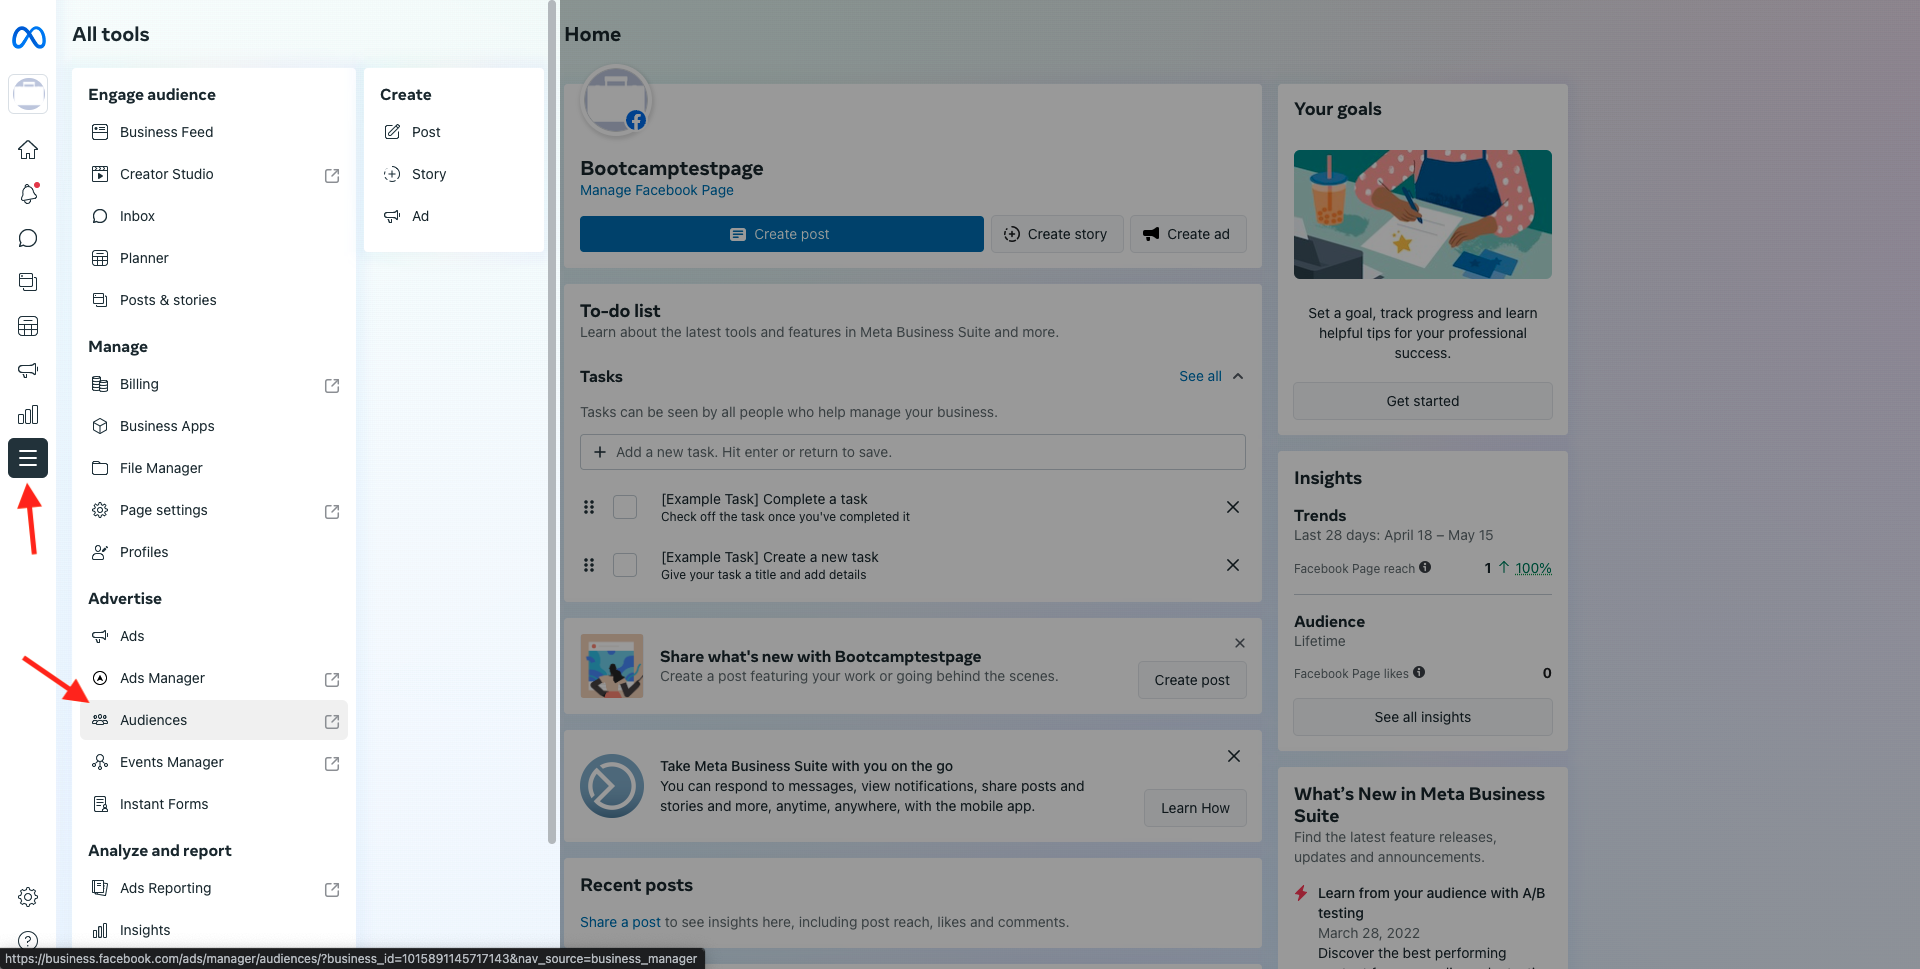 All tools
Engage audience
Business Feed
Creator Studio
Inbox
Planner
Posts & stories
Manage
Billing
Business Apps
File Manager
Page settings
Profiles
Advertise
Ads
Ads Manager
Audiences
Events Manager
Instant Forms
Analyze and report
Ads Reporting
Insights
Create
Post
Story
Ad
Home
Bootcamptestpage
Manage Facebook Page
Create post
Create story
Create ad
To-do list
Learn about the latest tools and features in Meta Business Suite and more.
Tasks
See all
Tasks can be seen by all people who help manage your business.
Add a new task. Hit enter or return to save.
[Example Task] Complete a task
Check off the task once you've completed it
[Example Task] Create a new task
Give your task a title and add details
Share what's new with Bootcamptestpage
Create a post featuring your work or going behind the scenes.
Create post
Take Meta Business Suite with you on the go
You can respond to messages, view notifications, share posts and
stories and more, anytime, anywhere, with the mobile app.
Learn How
Recent posts
Share a post to see insights here, including post reach, likes and comments.
Your goals
Set a goal, track progress and learn
helpful tips for your professional
success.
Get started
Insights
Trends
Last 28 days: April 18 – May 15
Facebook Page reach 1 ↑ 100%
Audience
Lifetime
Facebook Page likes 0
See all insights
What's New in Meta Business
Suite
Find the latest feature releases,
updates and announcements.
Learn from your audience with A/B
testing
March 28, 2022
Discover the best performing
https://business.facebook.com/ads/manager/audiences/?business_id=1015891145717143&nav_source=business_manager